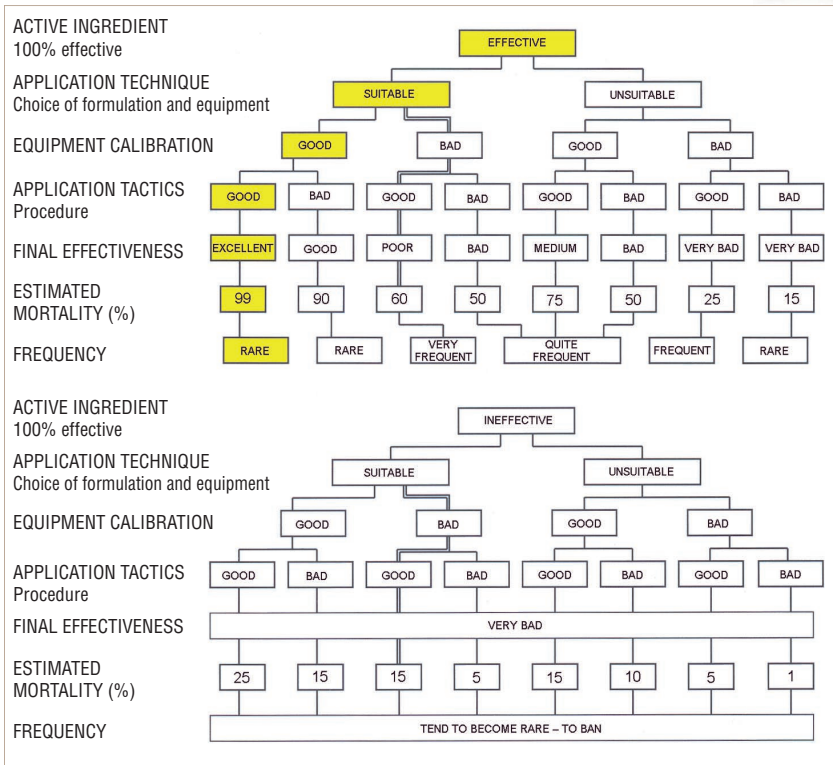 ACTIVE INGREDIENT
100% effective
EFFECTIVE
APPLICATION TECHNIQUE
Choice of formulation and equipment
SUITABLE UNSUITABLE
EQUIPMENT CALIBRATION
GOOD BAD GOOD BAD
APPLICATION TACTICS
Procedure
GOOD BAD GOOD BAD GOOD BAD GOOD BAD
FINAL EFFECTIVENESS
EXCELLENT GOOD POOR BAD MEDIUM BAD VERY BAD VERY BAD
ESTIMATED
MORTALITY (%)
99 90 60 50 75 50 25 15
FREQUENCY
RARE RARE VERY FREQUENT QUITE FREQUENT FREQUENT RARE
ACTIVE INGREDIENT
100% effective
INEFFECTIVE
APPLICATION TECHNIQUE
Choice of formulation and equipment
SUITABLE UNSUITABLE
EQUIPMENT CALIBRATION
GOOD BAD GOOD BAD
APPLICATION TACTICS
Procedure
GOOD BAD GOOD BAD GOOD BAD GOOD BAD
FINAL EFFECTIVENESS
VERY BAD
ESTIMATED
MORTALITY (%)
25 15 15 5 15 10 5 1
FREQUENCY
TEND TO BECOME RARE – TO BAN